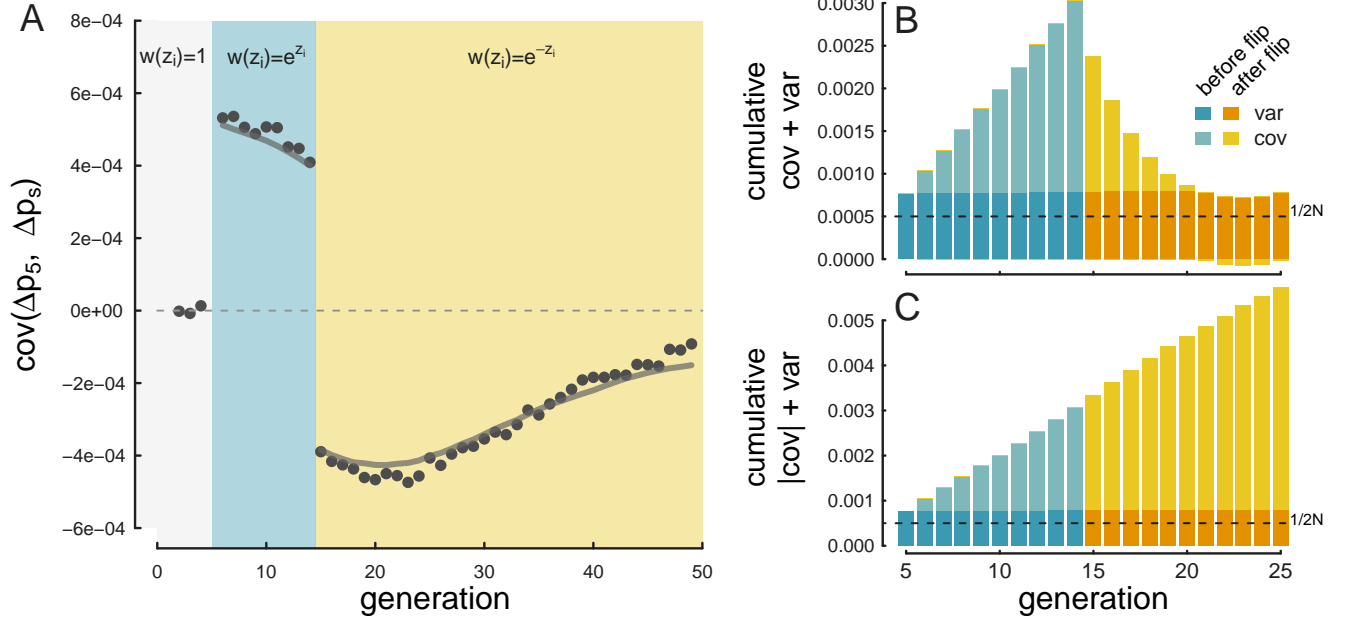 A
8e−04
6e−04
4e−04
2e−04
0e+00
−2e−04
−4e−04
−6e−04
cov(Δp₅, Δpₛ)
w(zᵢ)=1
w(zᵢ)=e^zᵢ
w(zᵢ)=e^−zᵢ
0 10 20 30 40 50
generation
B
0.0030
0.0025
0.0020
0.0015
0.0010
0.0005
0.0000
cumulative
cov + var
before flip
after flip
var
cov
1/2N
10 15 20 25
C
0.005
0.004
0.003
0.002
0.001
0.000
cumulative
|cov| + var
1/2N
5 10 15 20 25
generation